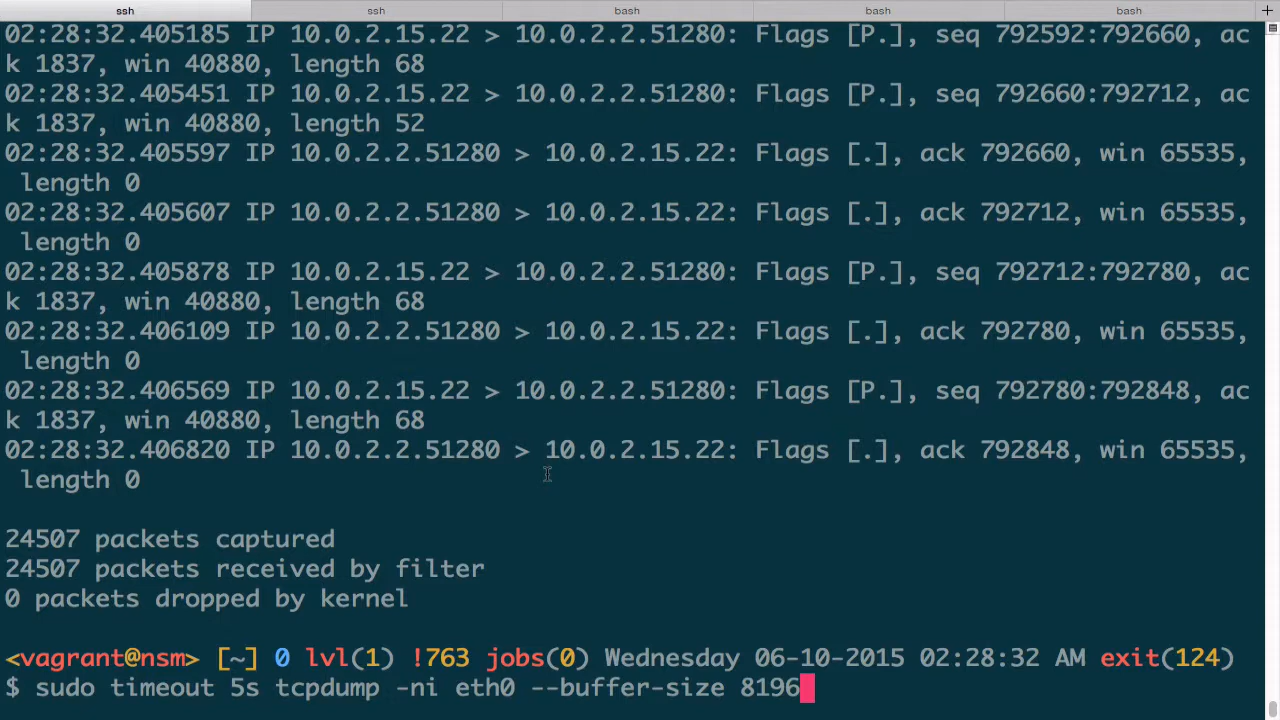 ssh ssh bash bash bash +
02:28:32.405185 IP 10.0.2.15.22 > 10.0.2.2.51280: Flags [P.], seq 792592:792660, ac
k 1837, win 40880, length 68
02:28:32.405451 IP 10.0.2.15.22 > 10.0.2.2.51280: Flags [P.], seq 792660:792712, ac
k 1837, win 40880, length 52
02:28:32.405597 IP 10.0.2.2.51280 > 10.0.2.15.22: Flags [.], ack 792660, win 65535,
 length 0
02:28:32.405607 IP 10.0.2.2.51280 > 10.0.2.15.22: Flags [.], ack 792712, win 65535,
 length 0
02:28:32.405878 IP 10.0.2.15.22 > 10.0.2.2.51280: Flags [P.], seq 792712:792780, ac
k 1837, win 40880, length 68
02:28:32.406109 IP 10.0.2.2.51280 > 10.0.2.15.22: Flags [.], ack 792780, win 65535,
 length 0
02:28:32.406569 IP 10.0.2.15.22 > 10.0.2.2.51280: Flags [P.], seq 792780:792848, ac
k 1837, win 40880, length 68
02:28:32.406820 IP 10.0.2.2.51280 > 10.0.2.15.22: Flags [.], ack 792848, win 65535,
 length 0
24507 packets captured
24507 packets received by filter
0 packets dropped by kernel
<vagrant@nsm> [~] 0 lvl(1) !763 jobs(0) Wednesday 06-10-2015 02:28:32 AM exit(124)
$ sudo timeout 5s tcpdump -ni eth0 --buffer-size 8196